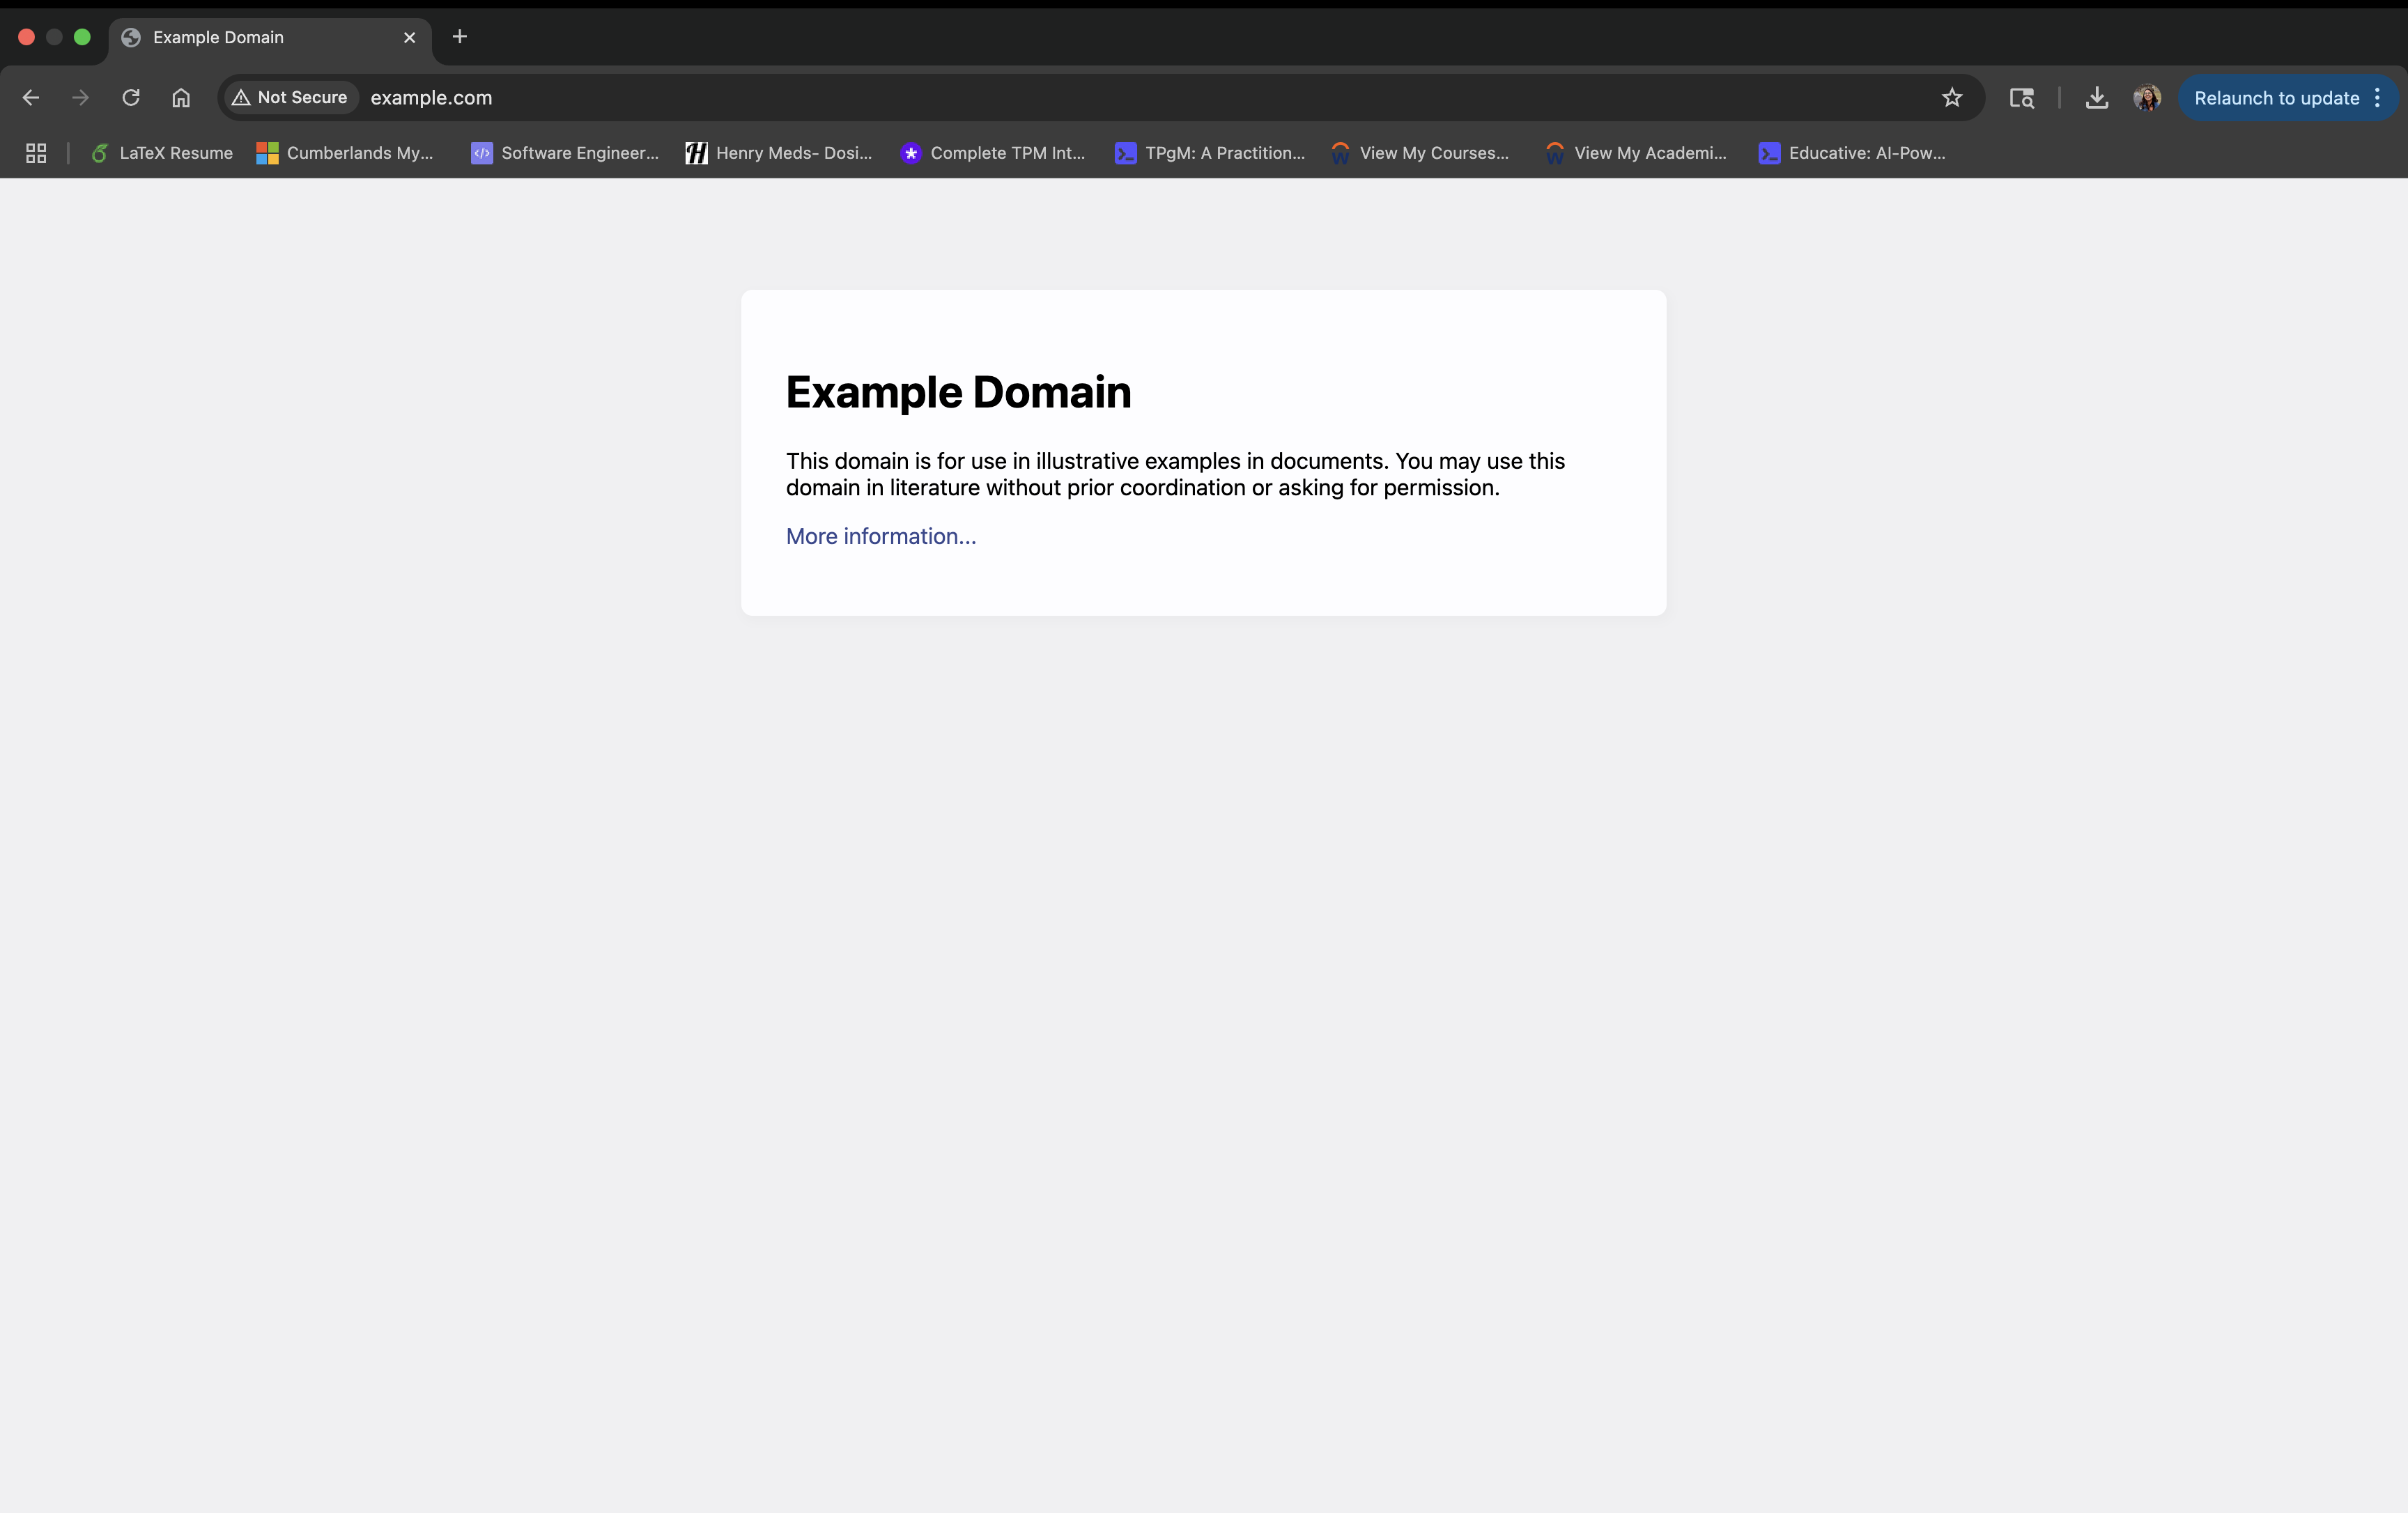 Example Domain
Not Secure example.com Relaunch to update
LaTeX Resume Cumberlands My... Software Engineer... Henry Meds- Dosi... Complete TPM Int... TPgM: A Practition... View My Courses... View My Academi... Educative: AI-Pow...
Example Domain
This domain is for use in illustrative examples in documents. You may use this
domain in literature without prior coordination or asking for permission.
More information...